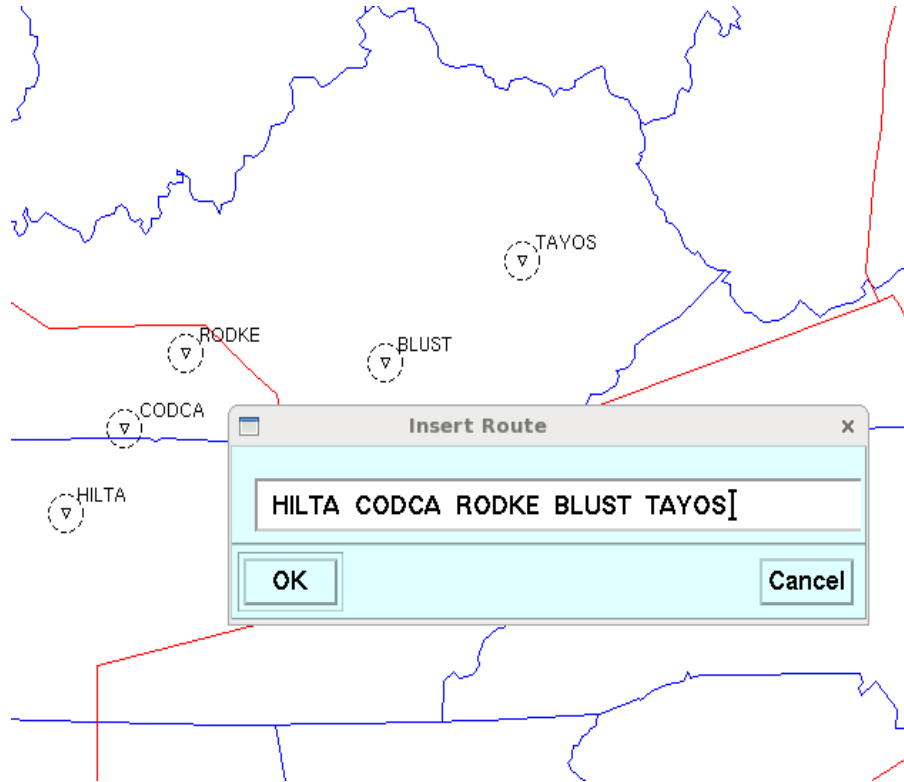 TAYOS
RODKE
BLUST
CODCA
HILTA
Insert Route
HILTA CODCA RODKE BLUST TAYOS
OK
Cancel